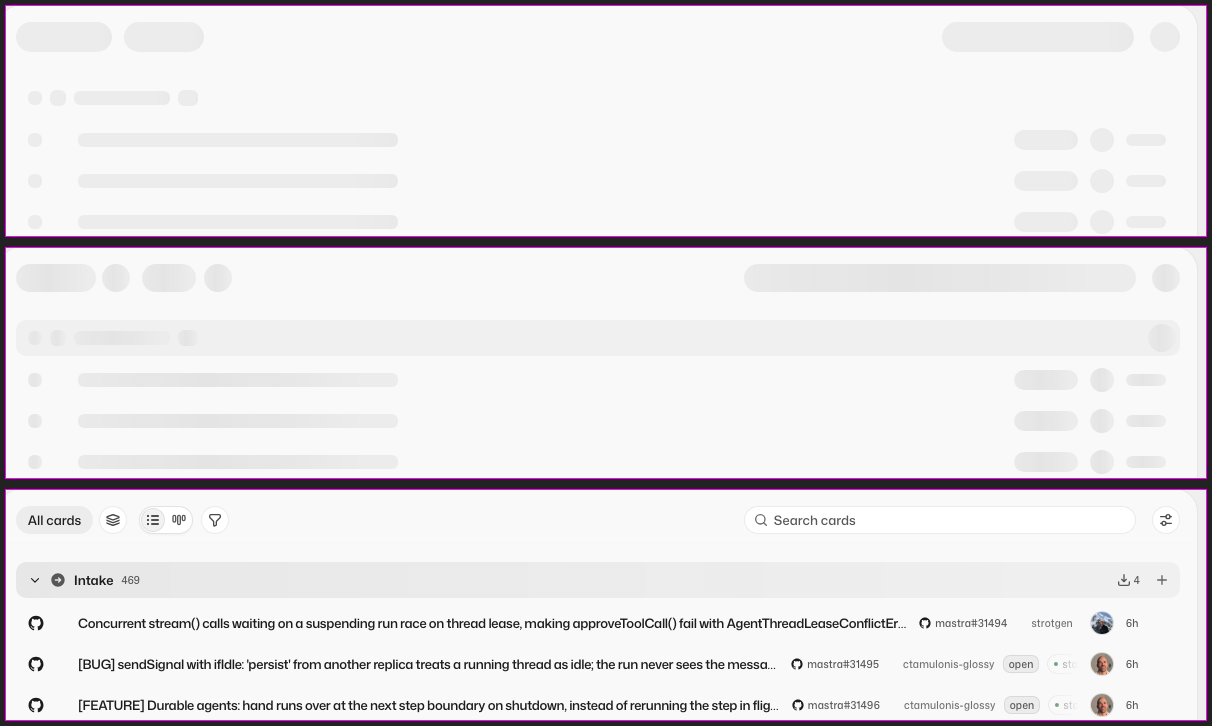 All cards
Search cards
Intake 469 4
Concurrent stream() calls waiting on a suspending run race on thread lease, making approveToolCall() fail with AgentThreadLeaseConflictEr... mastra#31494 strotgen 6h
[BUG] sendSignal with ifIdle: 'persist' from another replica treats a running thread as idle; the run never sees the messa... mastra#31495 ctamulonis-glossy open 6h
[FEATURE] Durable agents: hand runs over at the next step boundary on shutdown, instead of rerunning the step in flig... mastra#31496 ctamulonis-glossy open 6h